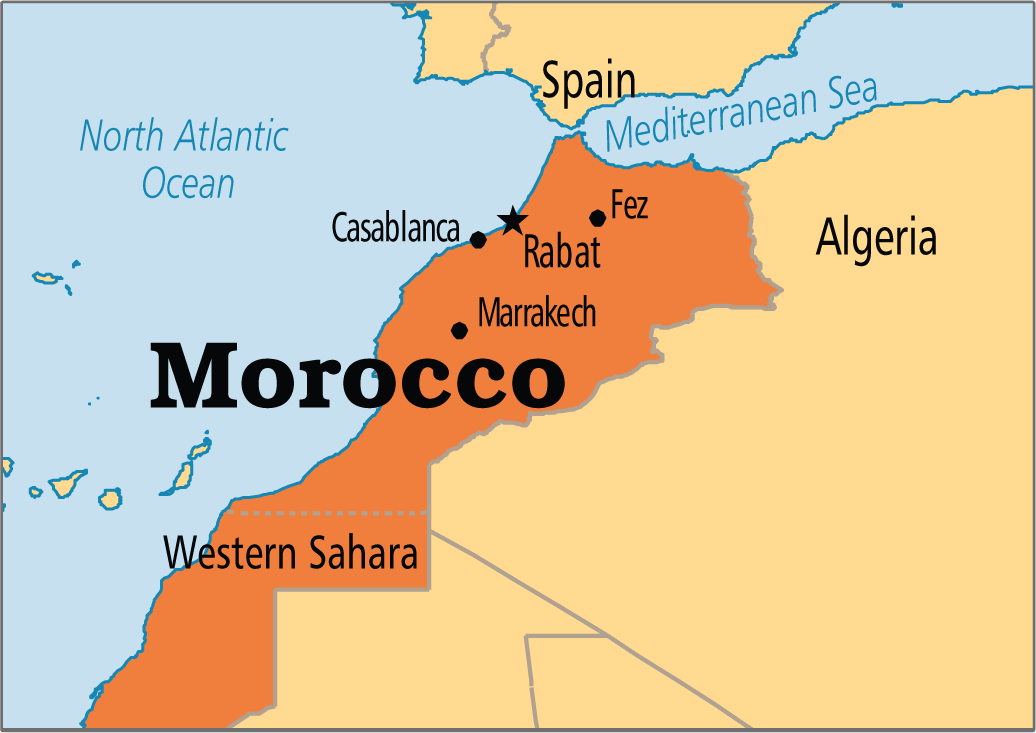 Spain
Mediterranean Sea
North Atlantic
Ocean
Casablanca
Fez
Rabat
Algeria
Marrakech
Morocco
Western Sahara